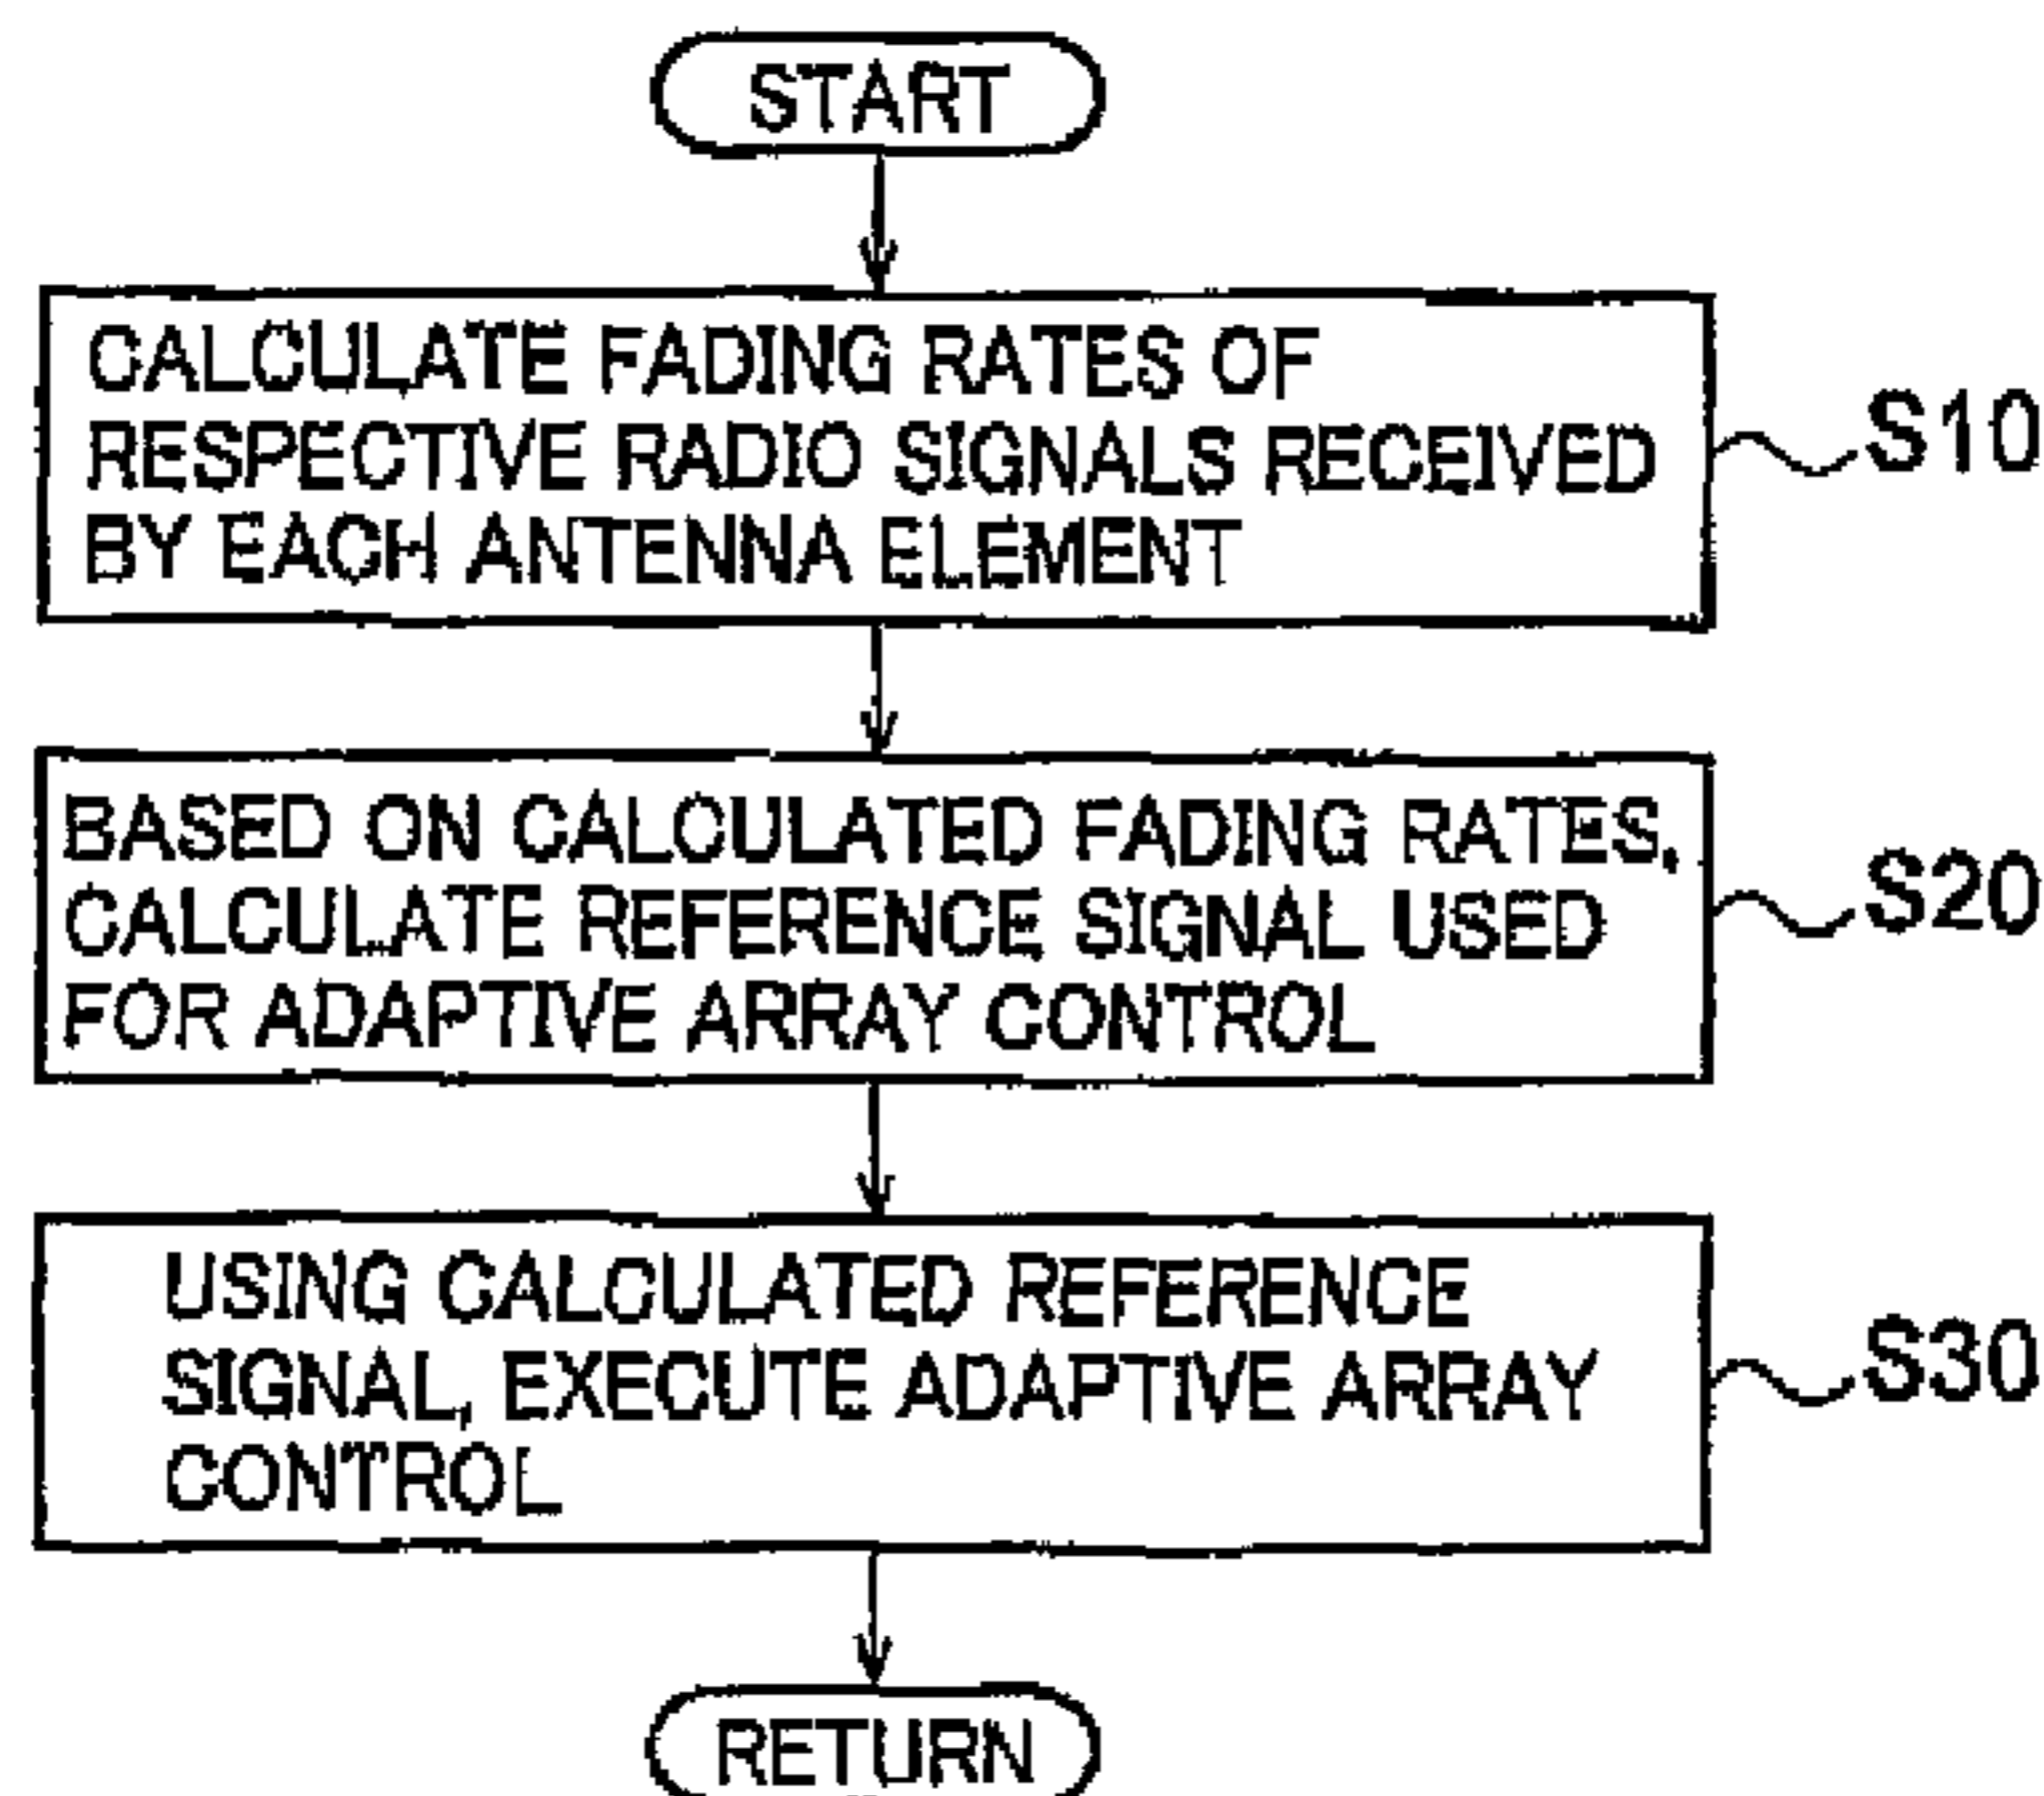 START
CALCULATE FADING RATES OF
RESPECTIVE RADIO SIGNALS RECEIVED
BY EACH ANTENNA ELEMENT
S10
BASED ON CALCULATED FADING RATES,
CALCULATE REFERENCE SIGNAL USED
FOR ADAPTIVE ARRAY CONTROL
S20
USING CALCULATED REFERENCE
SIGNAL, EXECUTE ADAPTIVE ARRAY
CONTROL
S30
RETURN